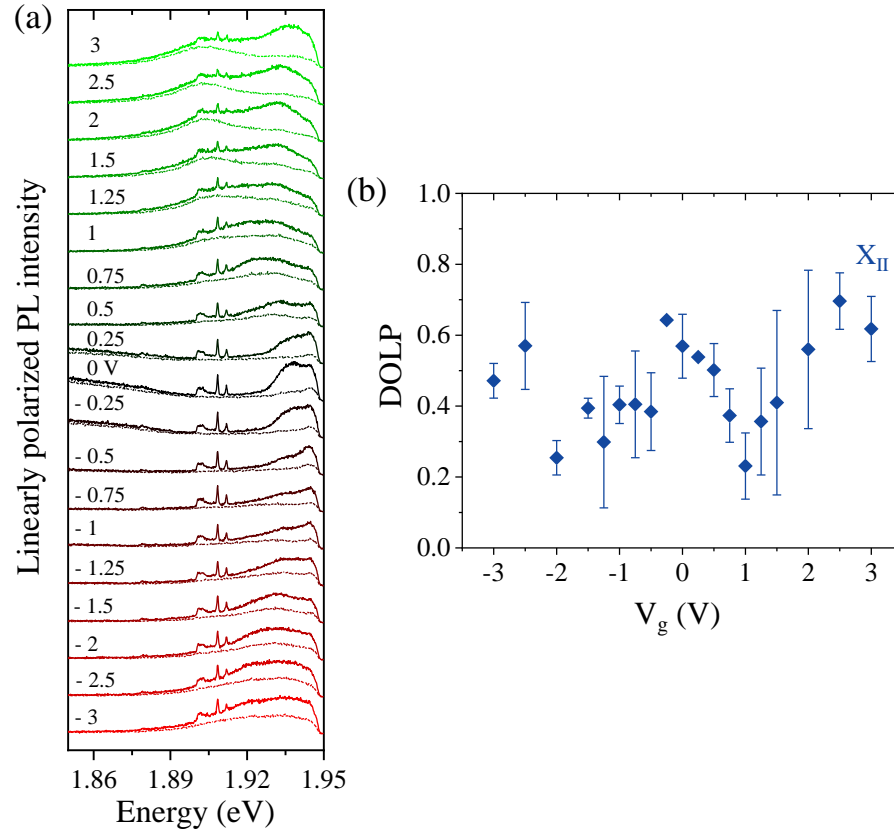 (a)
3
2.5
2
1.5
1.25
1
0.75
0.5
0.25
0 V
- 0.25
- 0.5
- 0.75
- 1
- 1.25
- 1.5
- 2
- 2.5
- 3
Linearly polarized PL intensity
1.86 1.89 1.92 1.95
Energy (eV)
(b)
1.0
0.8
0.6
0.4
0.2
0.0
DOLP
X_II
-3 -2 -1 0 1 2 3
V_g (V)